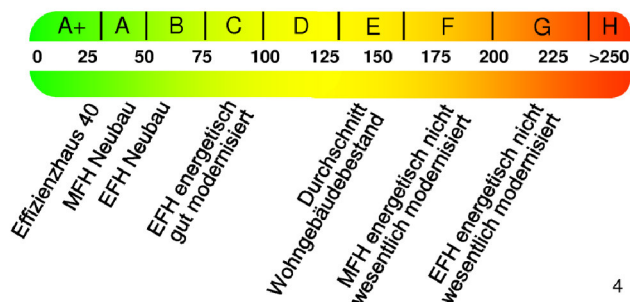 A+ A B C D E F G H
0 25 50 75 100 125 150 175 200 225 >250
Effizienzhaus 40
MFH Neubau
EFH Neubau
EFH energetisch
gut modernisiert
Durchschnitt
Wohngebäudebestand
MFH energetisch nicht
wesentlich modernisiert
EFH energetisch nicht
wesentlich modernisiert
4